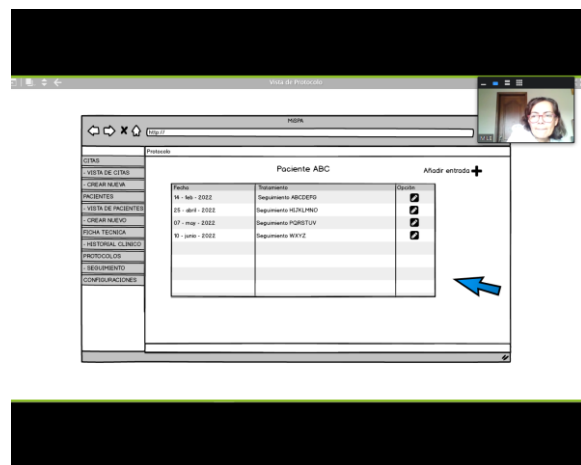 Vista de Protocolo
MISPA
http://
Protocolo
CITAS
- VISTA DE CITAS
- CREAR NUEVA
PACIENTES
- VISTA DE PACIENTES
- CREAR NUEVO
FICHA TECNICA
- HISTORIAL CLINICO
PROTOCOLOS
- SEGUIMIENTO
CONFIGURACIONES
Paciente ABC
Añadir entrada
Fecha Tratamiento Opción
14 - feb - 2022 Seguimiento ABCDEFG
25 - abril - 2022 Seguimiento HIJKLMNO
07 - may - 2022 Seguimiento PQRSTUV
10 - junio - 2022 Seguimiento WXYZ